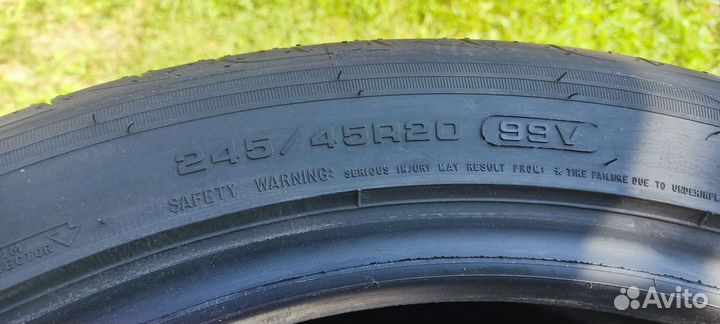 245/45R20 99V
SAFETY WARNING: SERIOUS INJURY MAY RESULT FROM: * TIRE FAILURE DUE TO UNDERINFL
Avito